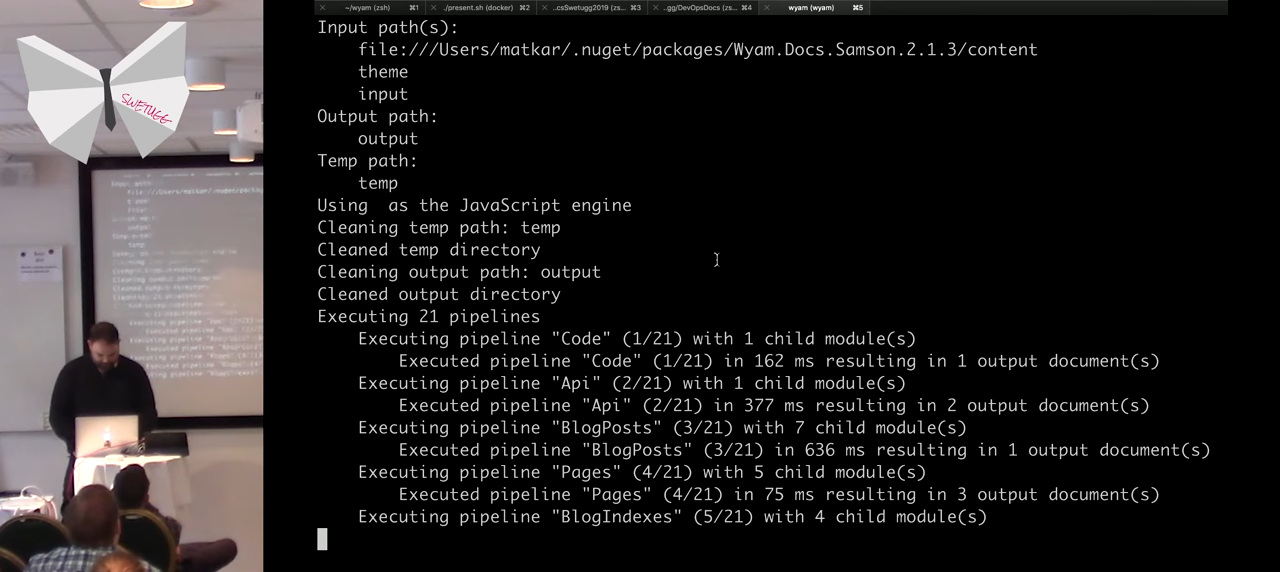 SWETUGG
~/wyam (zsh) ⌘1
./present.sh (docker) ⌘2
..csSwetugg2019 (zs... ⌘3
..gg/DevOpsDocs (zs... ⌘4
wyam (wyam) ⌘5
Input path(s):
file:///Users/matkar/.nuget/packages/Wyam.Docs.Samson.2.1.3/content
theme
input
Output path:
output
Temp path:
temp
Using  as the JavaScript engine
Cleaning temp path: temp
Cleaned temp directory
Cleaning output path: output
Cleaned output directory
Executing 21 pipelines
Executing pipeline "Code" (1/21) with 1 child module(s)
Executed pipeline "Code" (1/21) in 162 ms resulting in 1 output document(s)
Executing pipeline "Api" (2/21) with 1 child module(s)
Executed pipeline "Api" (2/21) in 377 ms resulting in 2 output document(s)
Executing pipeline "BlogPosts" (3/21) with 7 child module(s)
Executed pipeline "BlogPosts" (3/21) in 636 ms resulting in 1 output document(s)
Executing pipeline "Pages" (4/21) with 5 child module(s)
Executed pipeline "Pages" (4/21) in 75 ms resulting in 3 output document(s)
Executing pipeline "BlogIndexes" (5/21) with 4 child module(s)